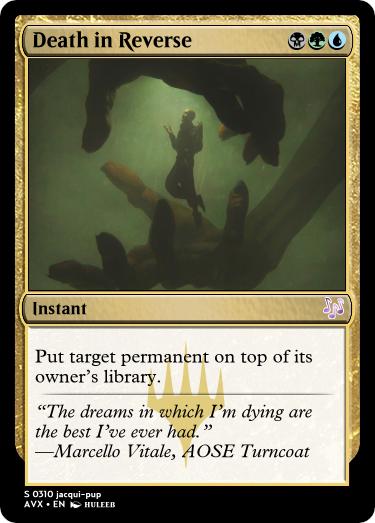 Death in Reverse
Instant
Put target permanent on top of its
owner's library.
"The dreams in which I'm dying are
the best I've ever had."
—Marcello Vitale, AOSE Turncoat
S 0310 jacqui-pup
AVX • EN HULEEB